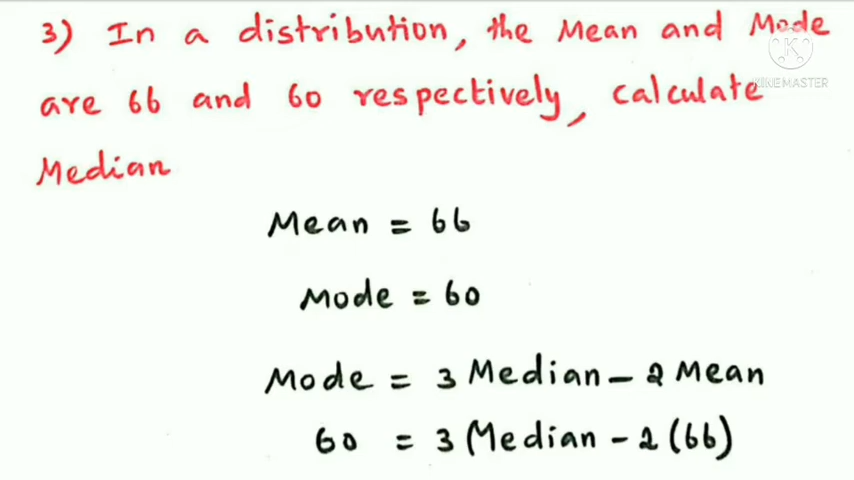 3) In a distribution, the Mean and Mode
KINEMASTER
are 66 and 60 respectively, calculate
Median
Mean = 66
Mode = 60
Mode = 3 Median - 2 Mean
60 = 3 (Median - 2 (66)